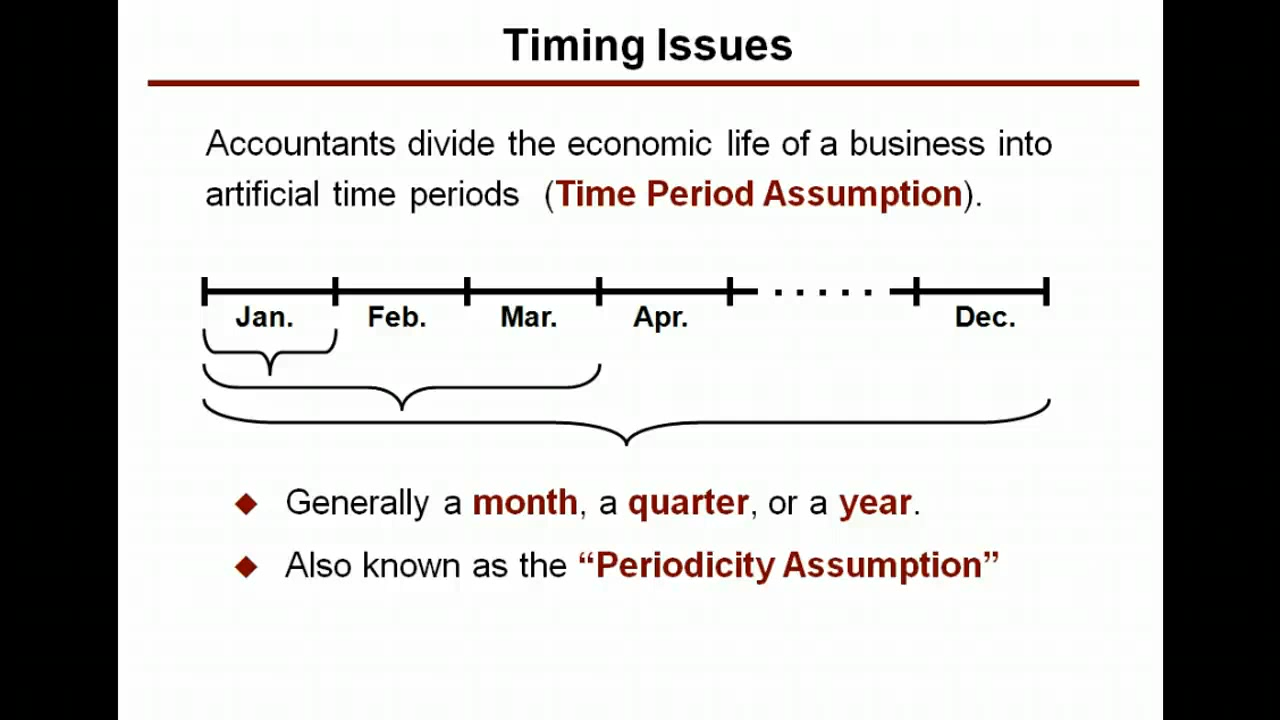 Timing Issues
Accountants divide the economic life of a business into
artificial time periods (Time Period Assumption).
Jan. Feb. Mar. Apr. . . . . . Dec.
Generally a month, a quarter, or a year.
Also known as the “Periodicity Assumption”